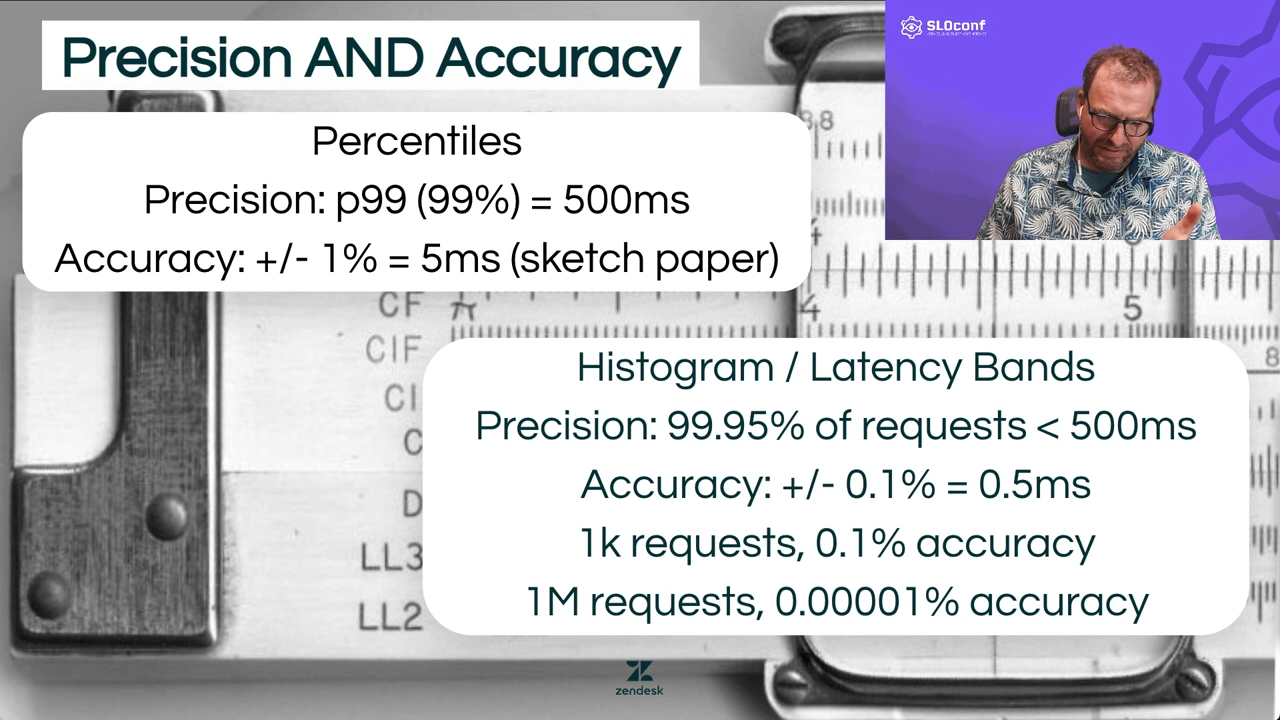 Precision AND Accuracy
SLOconf
Percentiles
Precision: p99 (99%) = 500ms
Accuracy: +/- 1% = 5ms (sketch paper)
Histogram / Latency Bands
Precision: 99.95% of requests < 500ms
Accuracy: +/- 0.1% = 0.5ms
1k requests, 0.1% accuracy
1M requests, 0.00001% accuracy
4
5
8
CF π
CIF
CI
C
D
LL3
LL2
zendesk